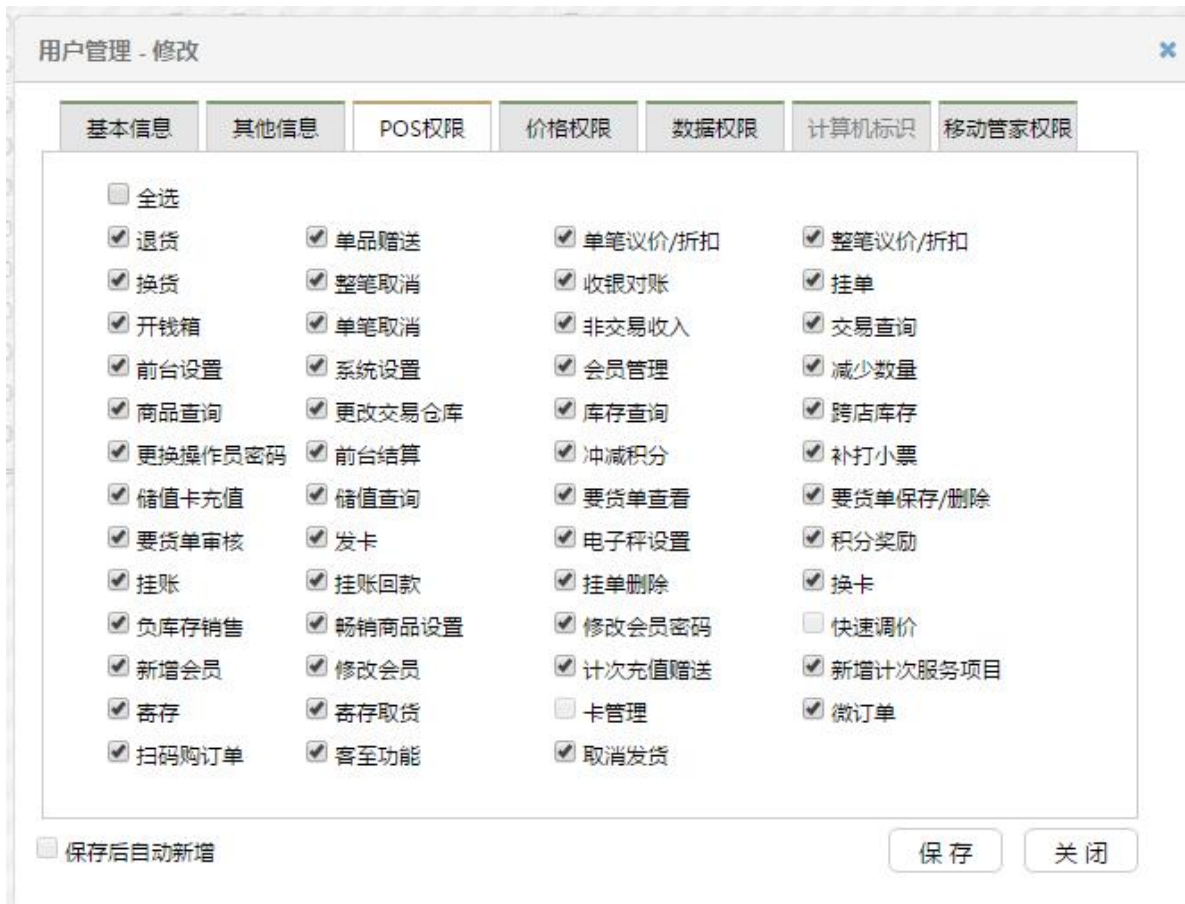 用户管理 - 修改
基本信息 其他信息 POS权限 价格权限 数据权限 计算机标识 移动管家权限
全选
退货 单品赠送 单笔议价/折扣 整笔议价/折扣
换货 整笔取消 收银对账 挂单
开钱箱 单笔取消 非交易收入 交易查询
前台设置 系统设置 会员管理 减少数量
商品查询 更改交易仓库 库存查询 跨店库存
更换操作员密码 前台结算 冲减积分 补打小票
储值卡充值 储值查询 要货单查看 要货单保存/删除
要货单审核 发卡 电子秤设置 积分奖励
挂账 挂账回款 挂单删除 换卡
负库存销售 畅销商品设置 修改会员密码 快速调价
新增会员 修改会员 计次充值赠送 新增计次服务项目
寄存 寄存取货 卡管理 微订单
扫码购订单 客至功能 取消发货
保存后自动新增 保存 关闭